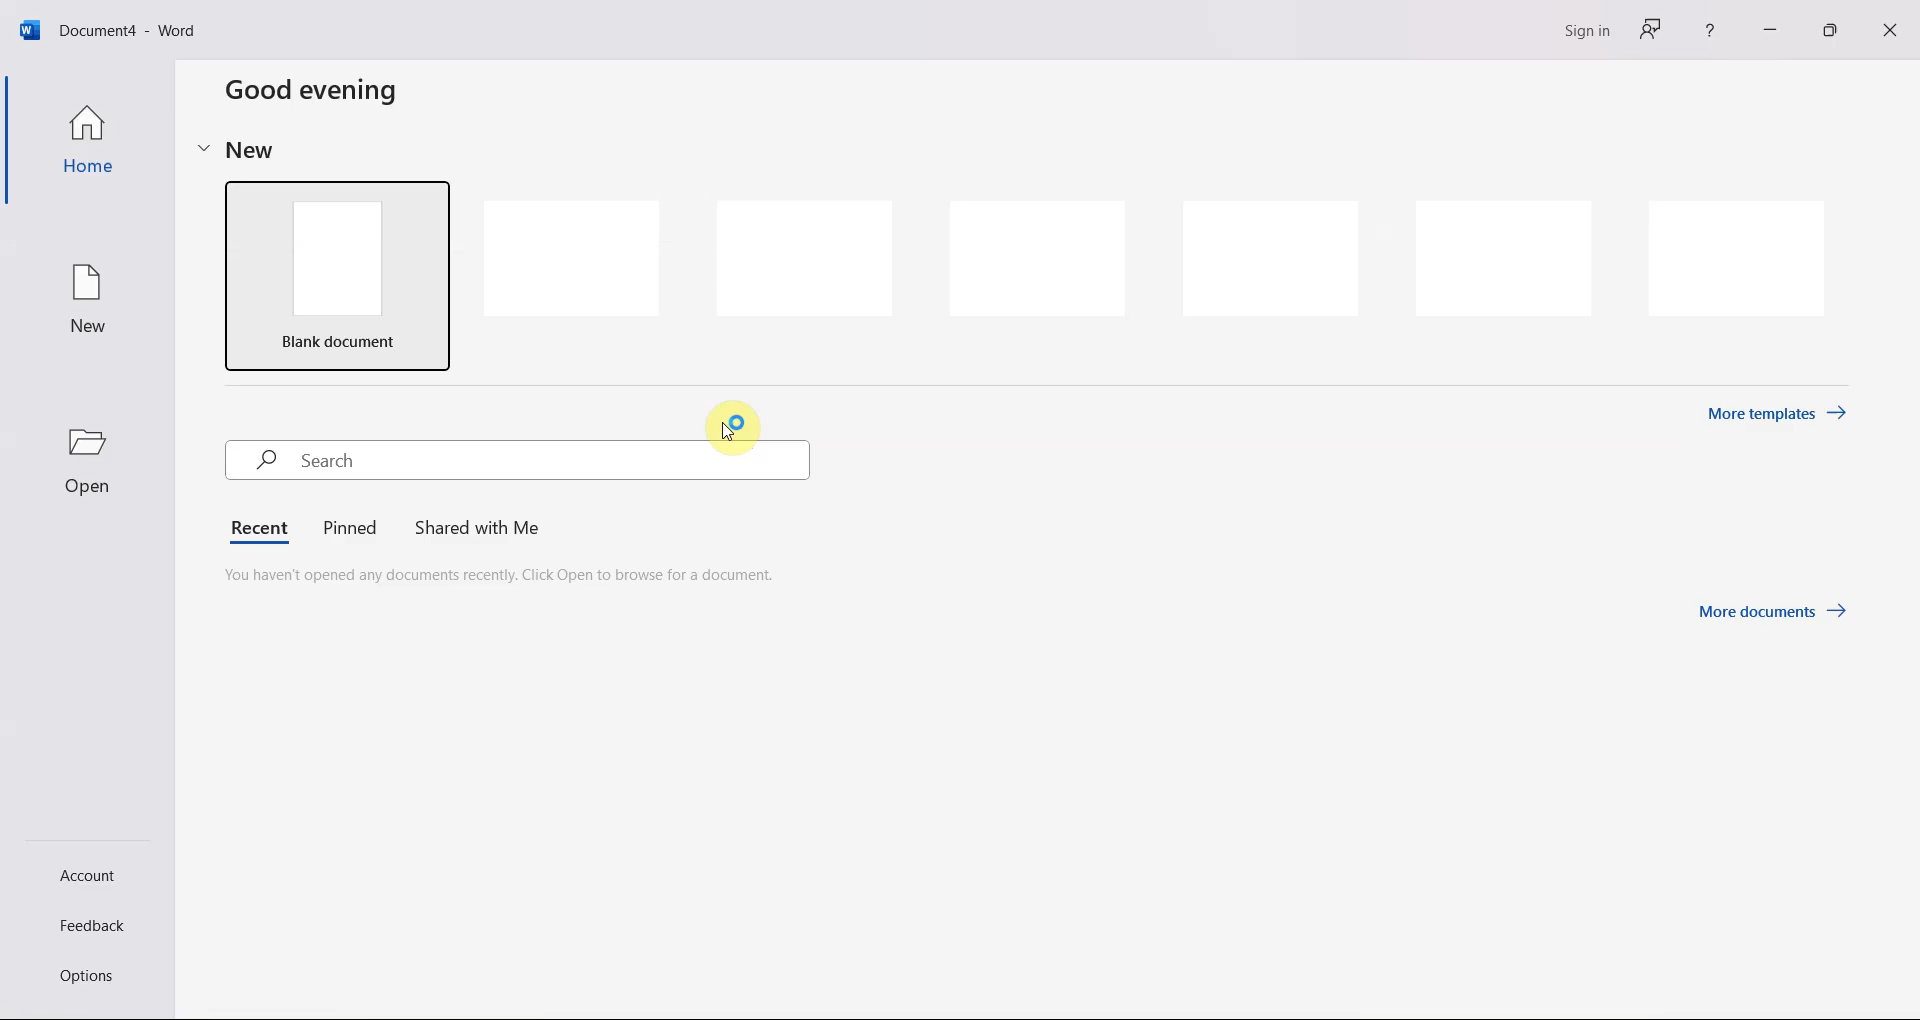 Document4 - Word
Sign in
?
Good evening
Home
New
Blank document
New
More templates
Search
Open
Recent Pinned Shared with Me
You haven't opened any documents recently. Click Open to browse for a document.
More documents
Account
Feedback
Options